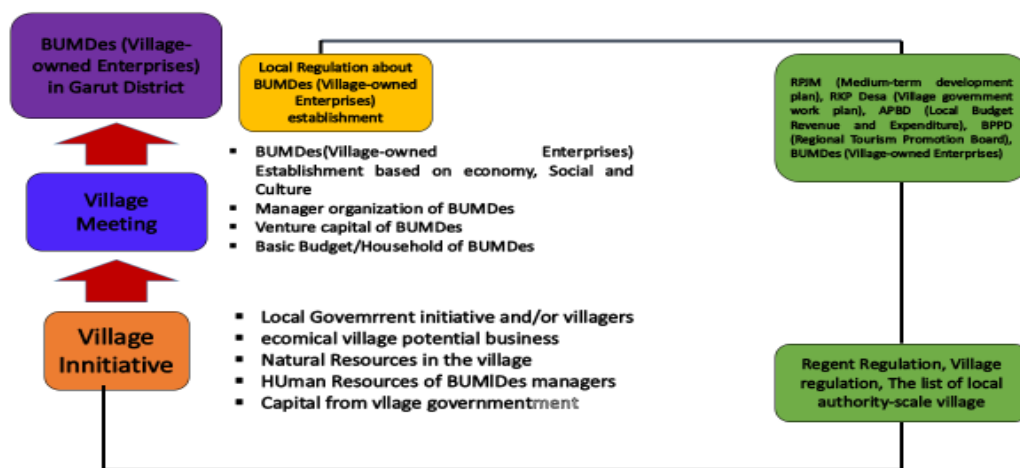 BUMDes (Village-
owned Enterprises)
in Garut District
Local Regulation about
BUMDes (Village-owned
Enterprises)
establishment
RPJM (Medium-term development
plan), RKP Desa (Village government
work plan), APBD (Local Budget
Revenue and Expenditure), BPPD
(Regional Tourism Promotion Board),
BUMDes (Village-owned Enterprises)
▪ BUMDes(Village-owned Enterprises)
Establishment based on economy, Social and
Culture
▪ Manager organization of BUMDes
▪ Venture capital of BUMDes
▪ Basic Budget/Household of BUMDes
Village
Meeting
▪ Local Govemrrent initiative and/or villagers
▪ ecomical village potential business
▪ Natural Resources in the village
▪ HUman Resources of BUMlDes managers
▪ Capital from vllage governmentment
Village
Innitiative
Regent Regulation, Village
regulation, The list of local
authority-scale village